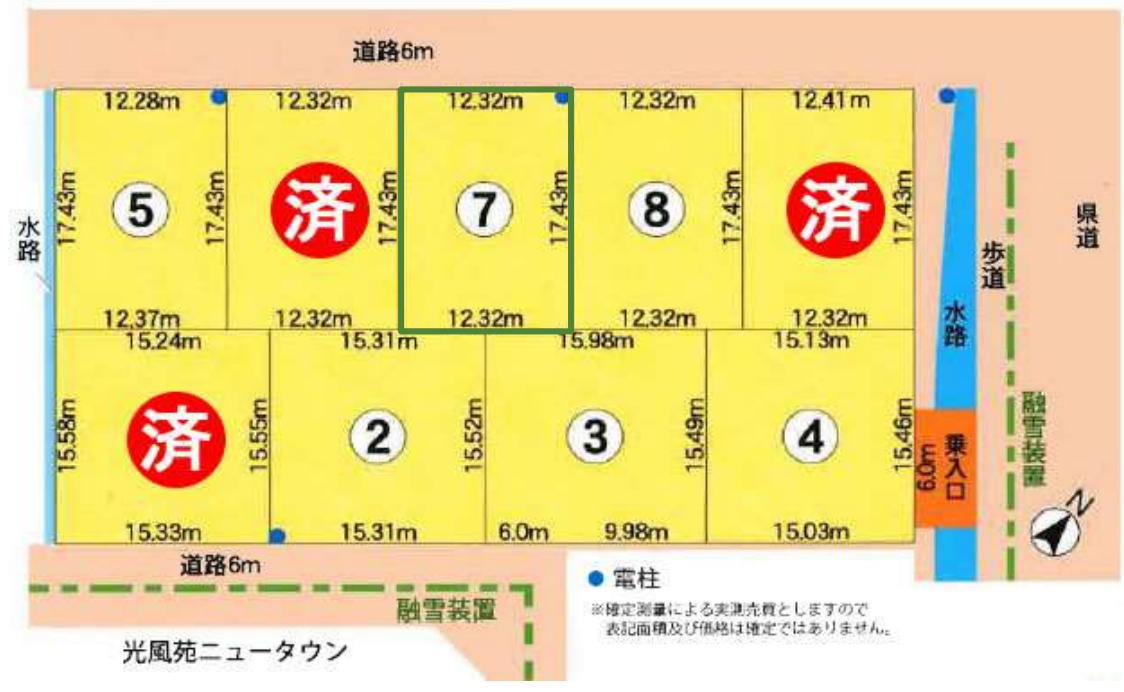 道路6m
12.28m
12.32m
12.32m
12.32m
12.41m
17.43m
5
17.43m
済
17.43m
7
17.43m
8
17.43m
済
17.43m
水路
県道
歩道
12.37m
12.32m
12.32m
12.32m
12.32m
水路
15.24m
15.31m
15.98m
15.13m
15.58m
済
15.55m
2
15.52m
3
15.49m
4
15.46m
6.0m
乗入口
融雪装置
N
15.33m
15.31m
6.0m
9.98m
15.03m
道路6m
電柱
融雪装置
※確定測量による実測売買としますので
表記面積及び価格は確定ではありません。
光風苑ニュータウン